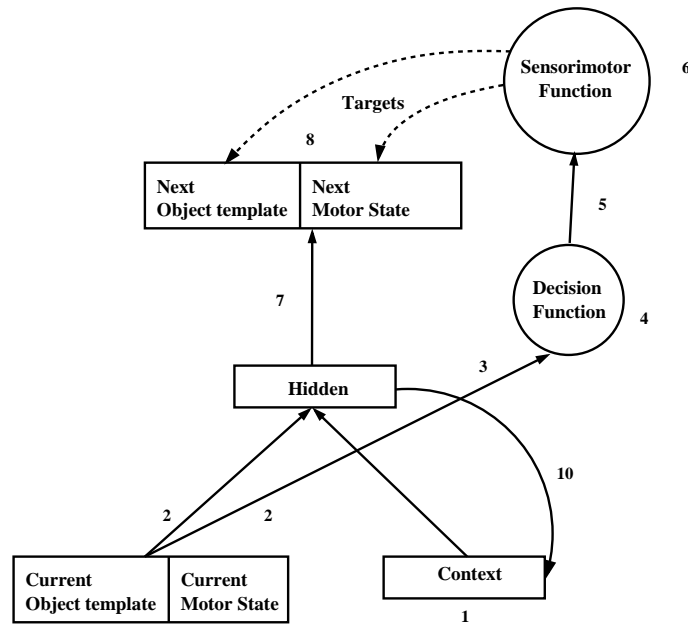 Sensorimotor
Function
6
Targets
8
Next
Object template
Next
Motor State
5
7
Decision
Function
4
3
Hidden
10
2
2
Current
Object template
Current
Motor State
Context
1